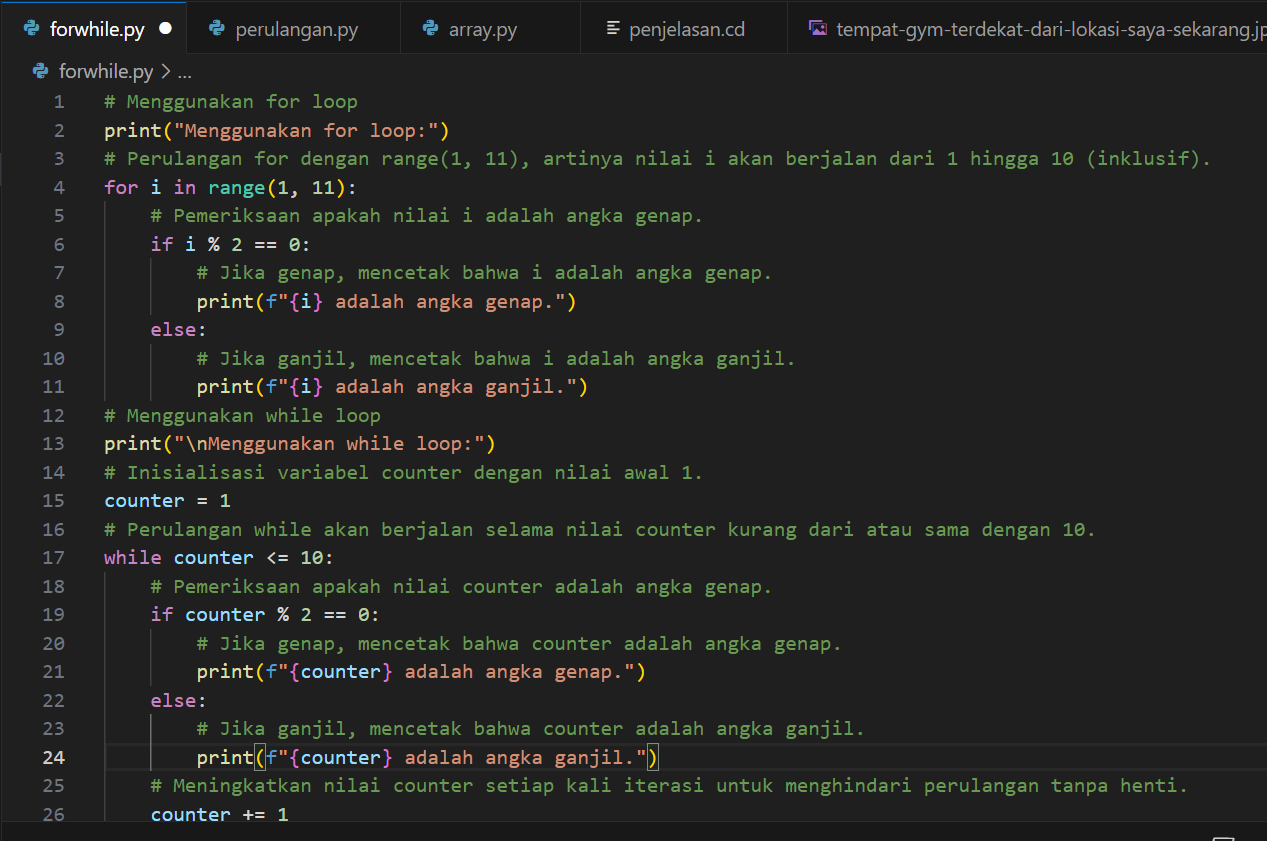 forwhile.py perulangan.py array.py penjelasan.cd tempat-gym-terdekat-dari-lokasi-saya-sekarang.jp
forwhile.py > ...
1 # Menggunakan for loop
2 print("Menggunakan for loop:")
3 # Perulangan for dengan range(1, 11), artinya nilai i akan berjalan dari 1 hingga 10 (inklusif).
4 for i in range(1, 11):
5     # Pemeriksaan apakah nilai i adalah angka genap.
6     if i % 2 == 0:
7         # Jika genap, mencetak bahwa i adalah angka genap.
8         print(f"{i} adalah angka genap.")
9     else:
10         # Jika ganjil, mencetak bahwa i adalah angka ganjil.
11         print(f"{i} adalah angka ganjil.")
12 # Menggunakan while loop
13 print("\nMenggunakan while loop:")
14 # Inisialisasi variabel counter dengan nilai awal 1.
15 counter = 1
16 # Perulangan while akan berjalan selama nilai counter kurang dari atau sama dengan 10.
17 while counter <= 10:
18     # Pemeriksaan apakah nilai counter adalah angka genap.
19     if counter % 2 == 0:
20         # Jika genap, mencetak bahwa counter adalah angka genap.
21         print(f"{counter} adalah angka genap.")
22     else:
23         # Jika ganjil, mencetak bahwa counter adalah angka ganjil.
24         print(f"{counter} adalah angka ganjil.")
25     # Meningkatkan nilai counter setiap kali iterasi untuk menghindari perulangan tanpa henti.
26     counter += 1